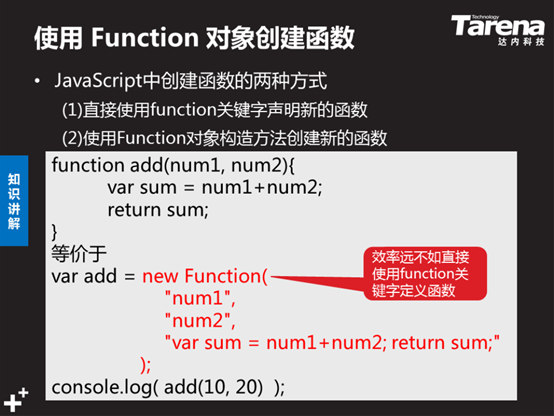 使用 Function 对象创建函数
Technology
Tarena
达内科技
• JavaScript中创建函数的两种方式
(1)直接使用function关键字声明新的函数
(2)使用Function对象构造方法创建新的函数
知识讲解
function add(num1, num2){
var sum = num1+num2;
return sum;
}
等价于
var add = new Function(
"num1",
"num2",
"var sum = num1+num2; return sum;"
);
console.log( add(10, 20) );
效率远不如直接
使用function关
键字定义函数